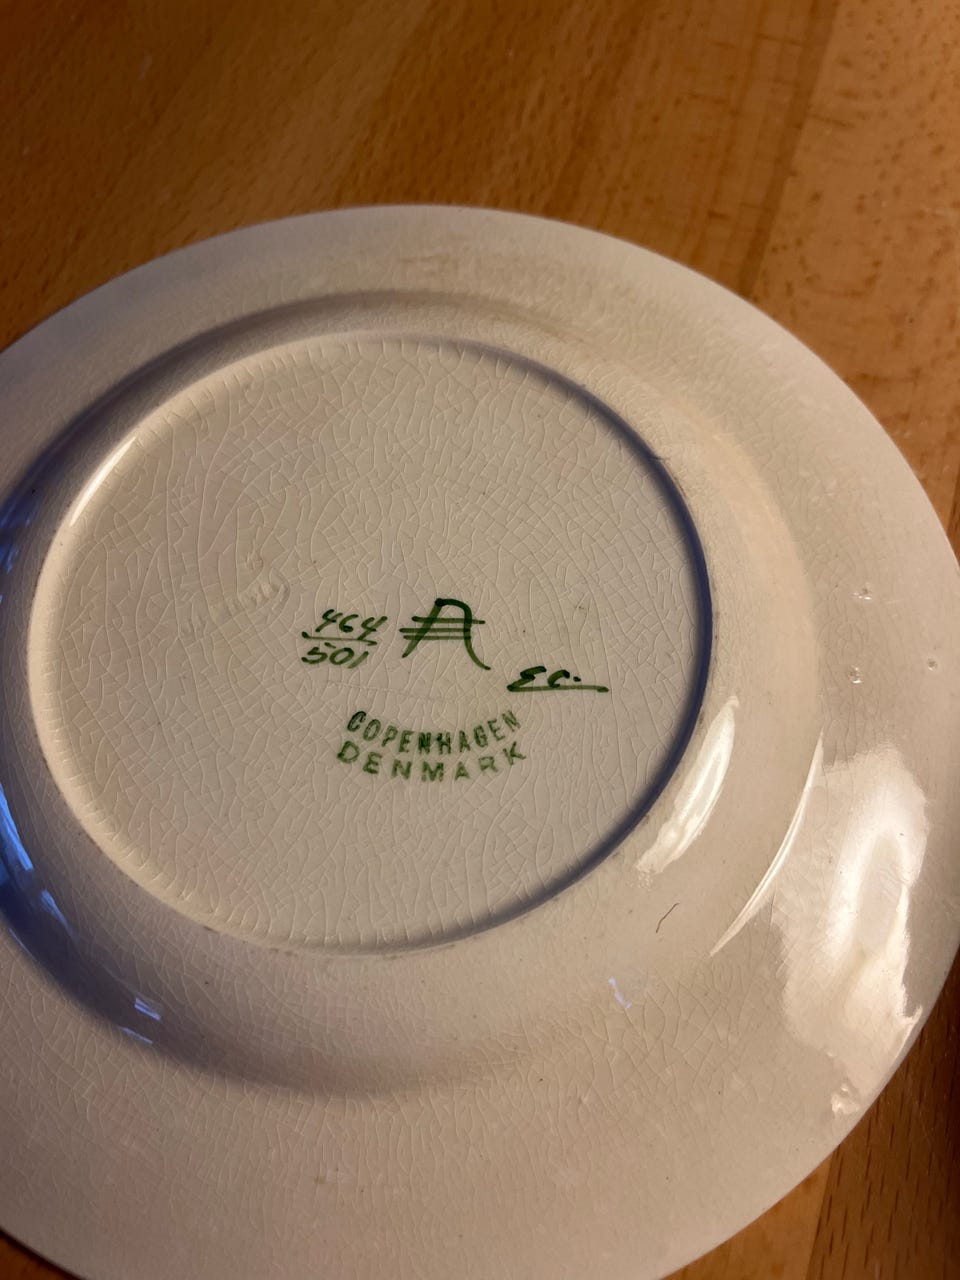 464 A
501
EC.
COPENHAGEN
DENMARK